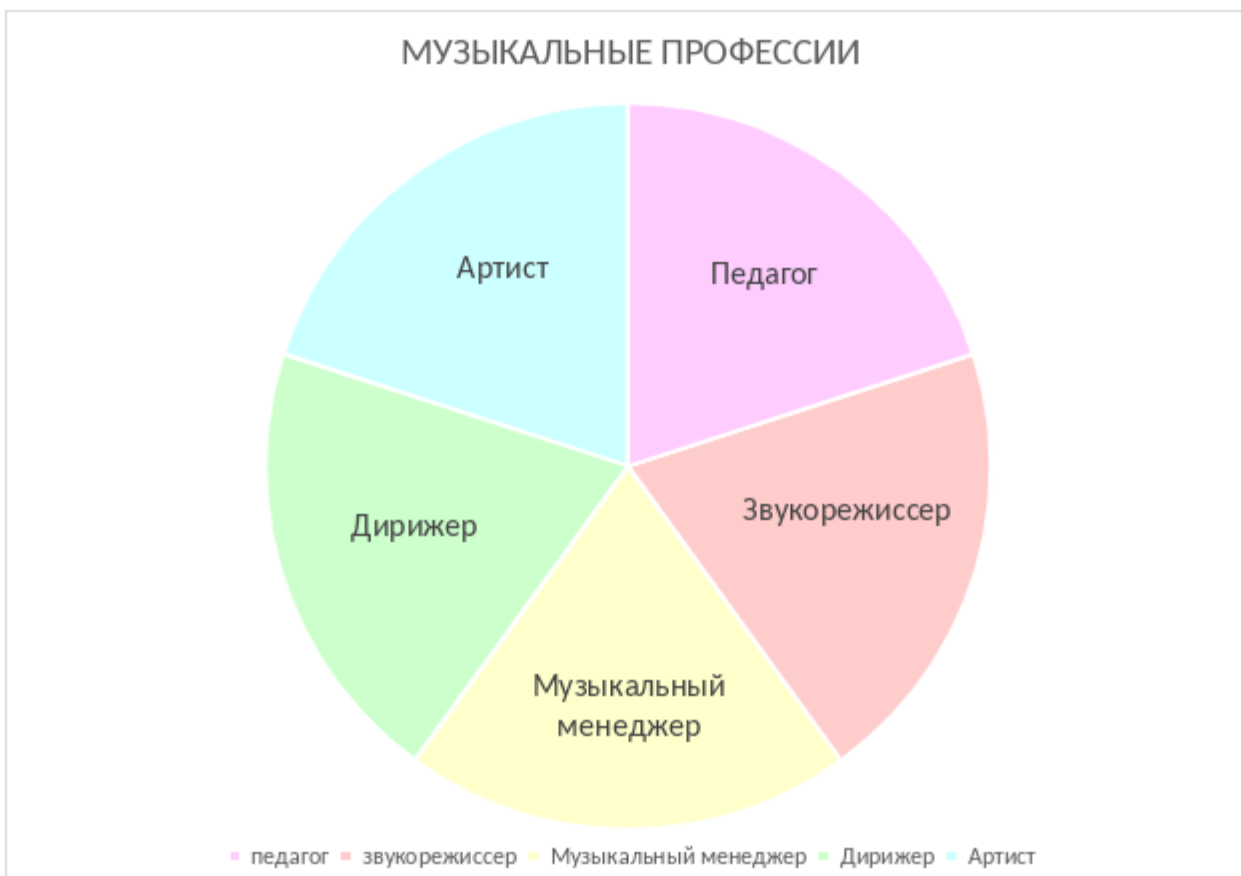 МУЗЫКАЛЬНЫЕ ПРОФЕССИИ
Артист
Педагог
Звукорежиссер
Дирижер
Музыкальный
менеджер
педагог звукорежиссер Музыкальный менеджер Дирижер Артист